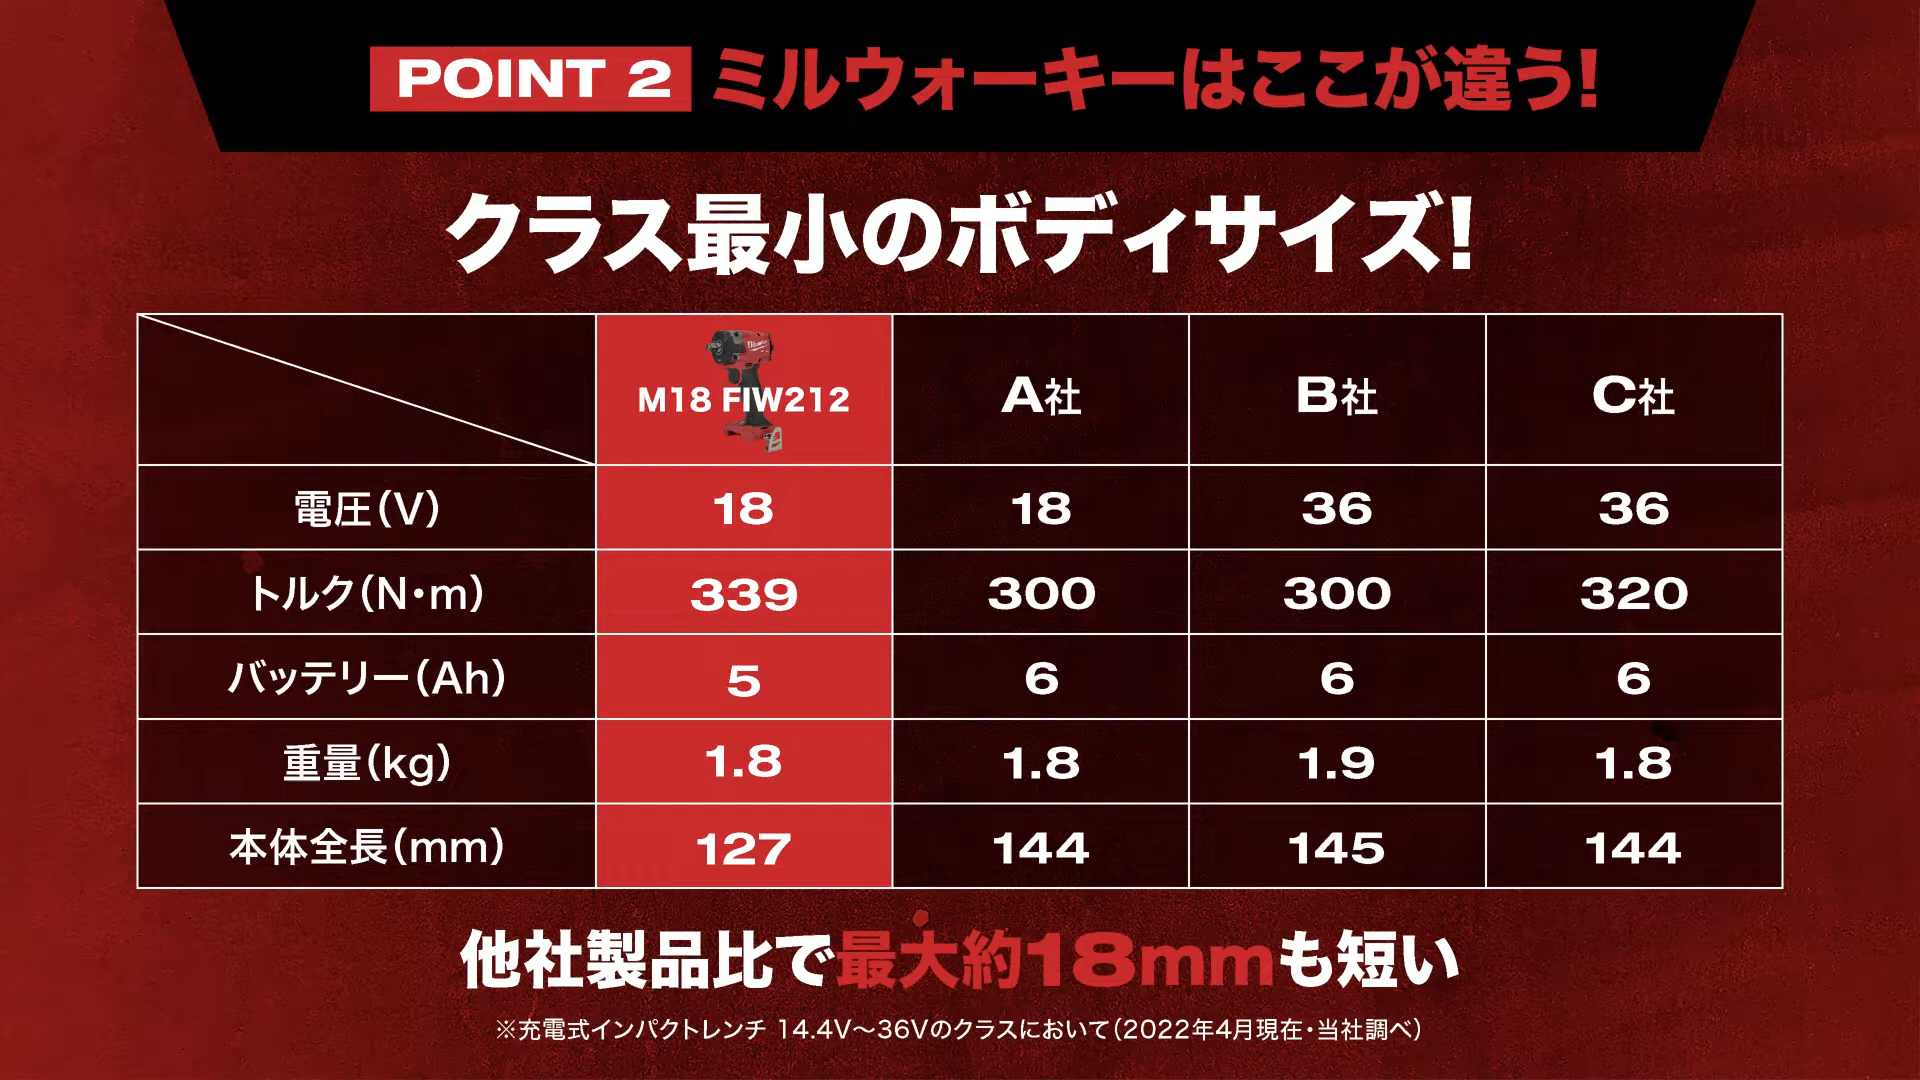 POINT 2 ミルウォーキーはここが違う!
クラス最小のボディサイズ!
Milwaukee
M18 FIW212 A社 B社 C社
電圧(V) 18 18 36 36
トルク(N・m) 339 300 300 320
バッテリー(Ah) 5 6 6 6
重量(kg) 1.8 1.8 1.9 1.8
本体全長(mm) 127 144 145 144
他社製品比で最大約18mmも短い
※充電式インパクトレンチ 14.4V〜36Vのクラスにおいて(2022年4月現在・当社調べ)